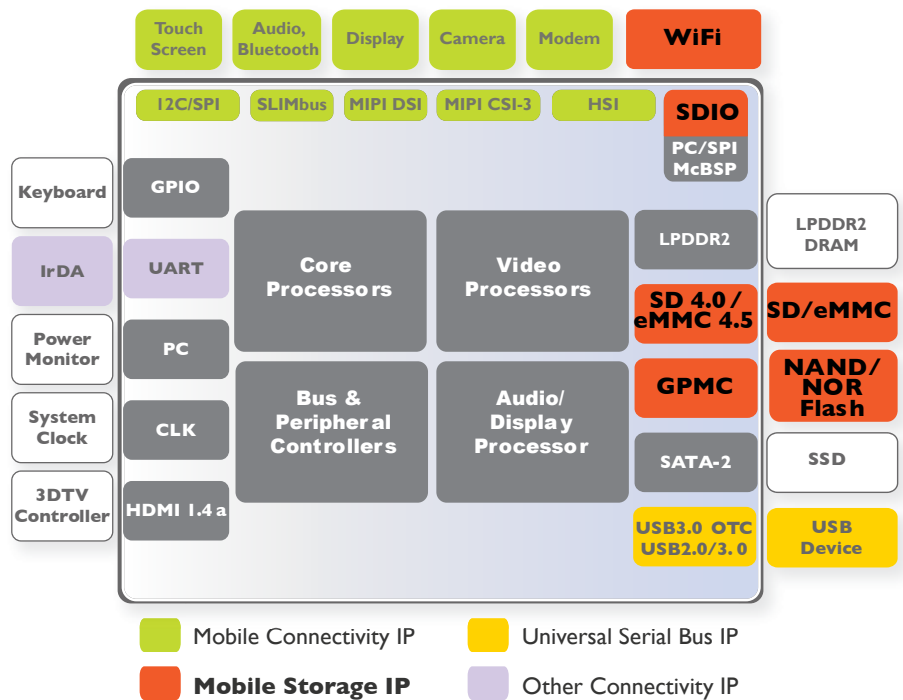 Touch
Screen
Audio,
Bluetooth
Display
Camera
Modem
WiFi
12C/SPI
SLIMbus
MIPI DSI
MIPI CSI-3
HSI
SDIO
PC/SPI
McBSP
Keyboard
GPIO
IrDA
UART
Power
Monitor
PC
System
Clock
CLK
3DTV
Controller
HDMI 1.4a
Core
Processors
Video
Processors
Bus &
Peripheral
Controllers
Audio/
Display
Processor
LPDDR2
LPDDR2
DRAM
SD 4.0/
eMMC 4.5
SD/eMMC
GPMC
NAND/
NOR
Flash
SATA-2
SSD
USB3.0 OTC
USB2.0/3.0
USB
Device
Mobile Connectivity IP
Universal Serial Bus IP
Mobile Storage IP
Other Connectivity IP